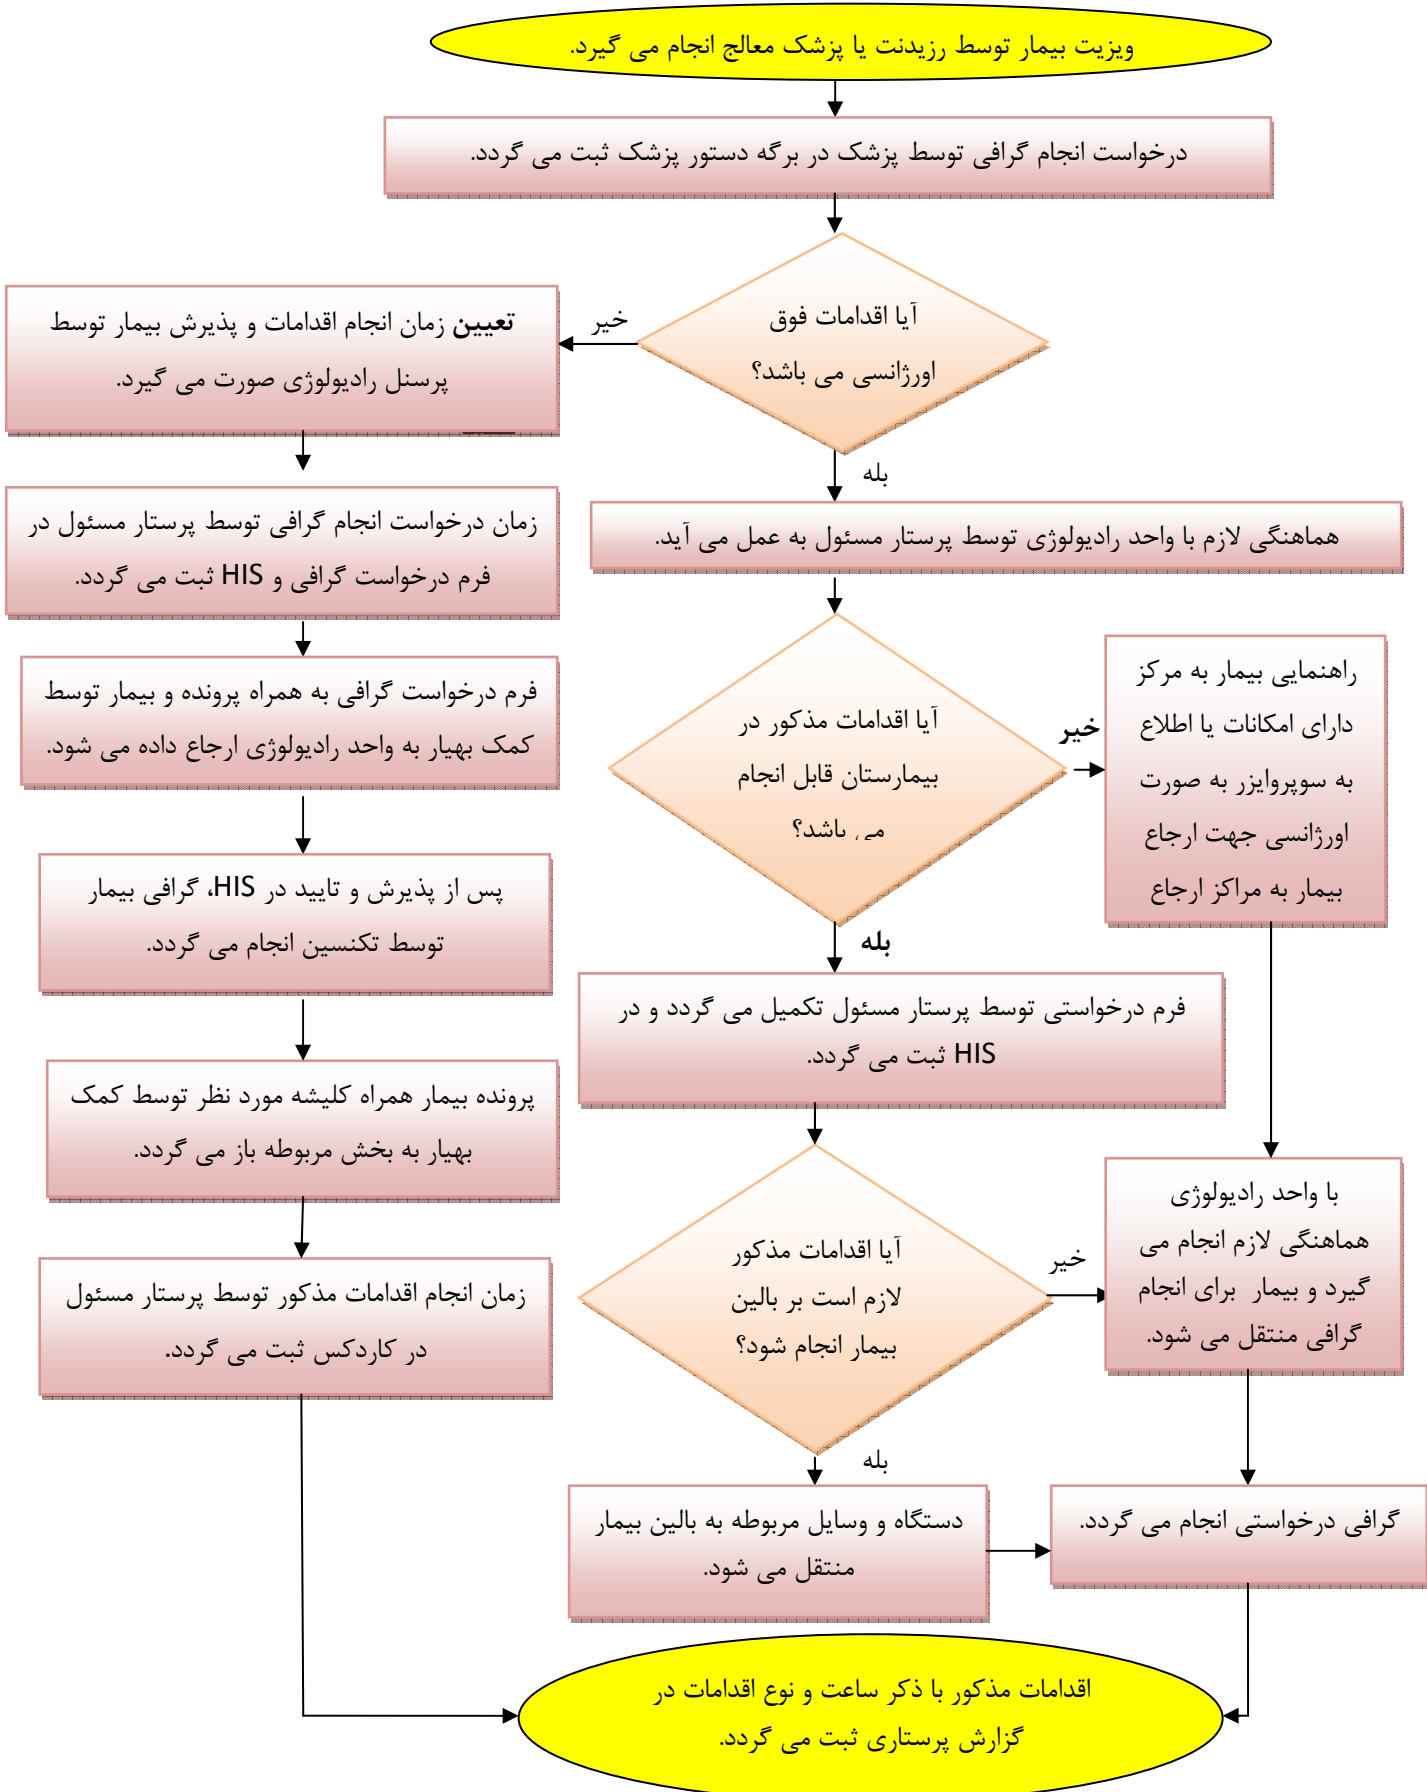 ویزیت بیمار توسط رزیدنت یا پزشک معالج انجام می گیرد.
درخواست انجام گرافی توسط پزشک در برگه دستور پزشک ثبت می گردد.
آیا اقدامات فوق
اورژانسی می باشد؟
خیر
تعیین زمان انجام اقدامات و پذیرش بیمار توسط
پرسنل رادیولوژی صورت می گیرد.
بله
زمان درخواست انجام گرافی توسط پرستار مسئول در
فرم درخواست گرافی و HIS ثبت می گردد.
هماهنگی لازم با واحد رادیولوژی توسط پرستار مسئول به عمل می آید.
فرم درخواست گرافی به همراه پرونده و بیمار توسط
کمک بهیار به واحد رادیولوژی ارجاع داده می شود.
آیا اقدامات مذکور در
بیمارستان قابل انجام
می باشد؟
خیر
راهنمایی بیمار به مرکز
دارای امکانات یا اطلاع
به سوپروایزر به صورت
اورژانسی جهت ارجاع
بیمار به مراکز ارجاع
پس از پذیرش و تایید در HIS، گرافی بیمار
توسط تکنسین انجام می گردد.
بله
فرم درخواستی توسط پرستار مسئول تکمیل می گردد و در
HIS ثبت می گردد.
پرونده بیمار همراه کلیشه مورد نظر توسط کمک
بهیار به بخش مربوطه باز می گردد.
آیا اقدامات مذکور
لازم است بر بالین
بیمار انجام شود؟
خیر
با واحد رادیولوژی
هماهنگی لازم انجام می
گیرد و بیمار برای انجام
گرافی منتقل می شود.
زمان انجام اقدامات مذکور توسط پرستار مسئول
در کاردکس ثبت می گردد.
بله
دستگاه و وسایل مربوطه به بالین بیمار
منتقل می شود.
گرافی درخواستی انجام می گردد.
اقدامات مذکور با ذکر ساعت و نوع اقدامات در
گزارش پرستاری ثبت می گردد.